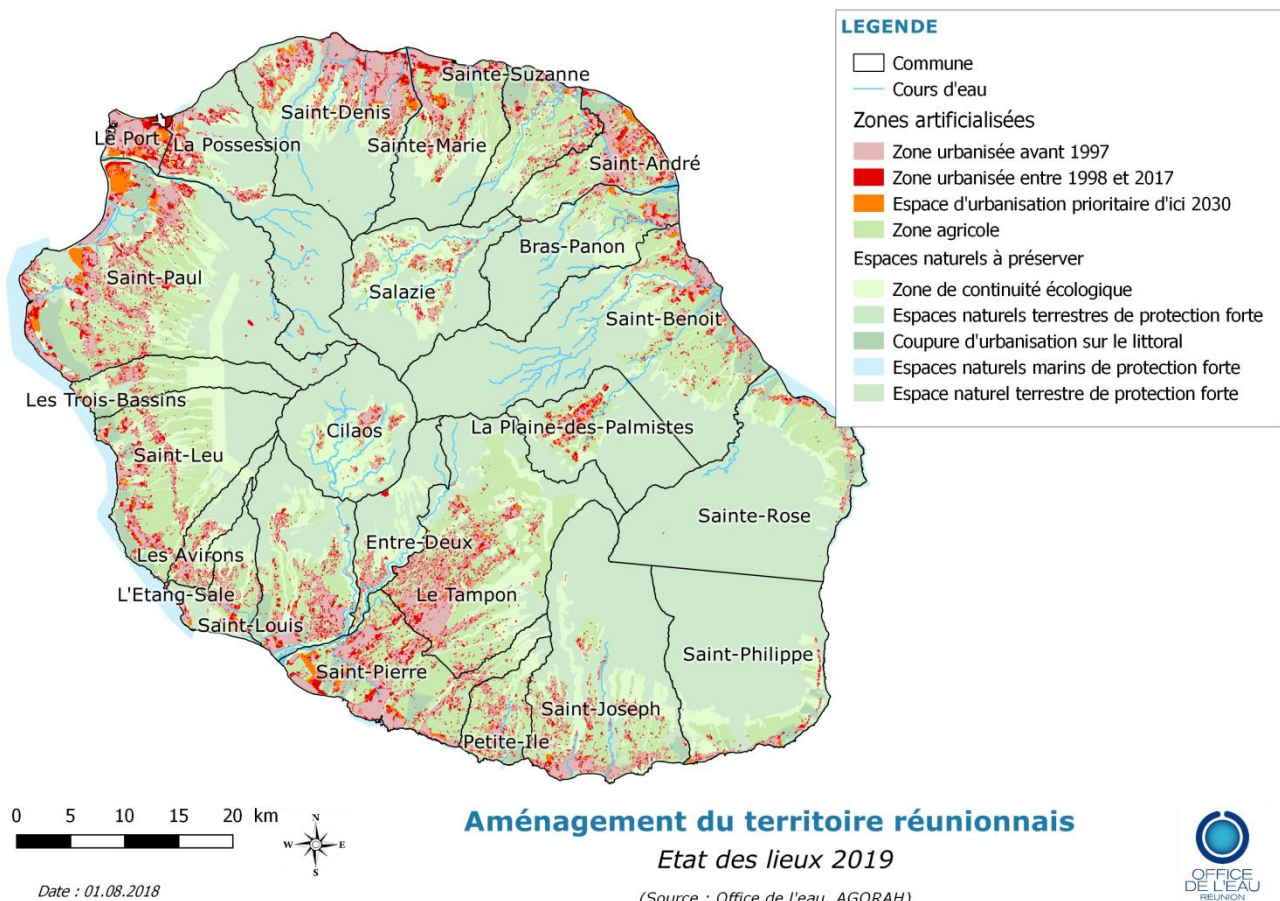 LEGENDE
Commune
Cours d'eau
Zones artificialisées
Zone urbanisée avant 1997
Zone urbanisée entre 1998 et 2017
Espace d'urbanisation prioritaire d'ici 2030
Zone agricole
Espaces naturels à préserver
Zone de continuité écologique
Espaces naturels terrestres de protection forte
Coupure d'urbanisation sur le littoral
Espaces naturels marins de protection forte
Espace naturel terrestre de protection forte
Sainte-Suzanne
Saint-Denis
Le Port
La Possession
Sainte-Marie
Saint-André
Bras-Panon
Saint-Paul
Salazie
Saint-Benoit
Les Trois-Bassins
Cilaos
La Plaine-des-Palmistes
Saint-Leu
Sainte-Rose
Entre-Deux
Les Avirons
L'Etang-Sale
Le Tampon
Saint-Louis
Saint-Philippe
Saint-Pierre
Saint-Joseph
Petite-Ile
0 5 10 15 20 km
N
W E
S
Date : 01.08.2018
Aménagement du territoire réunionnais
Etat des lieux 2019
(Source : Office de l'eau, AGORAH)
OFFICE
DE L'EAU
RÉUNION